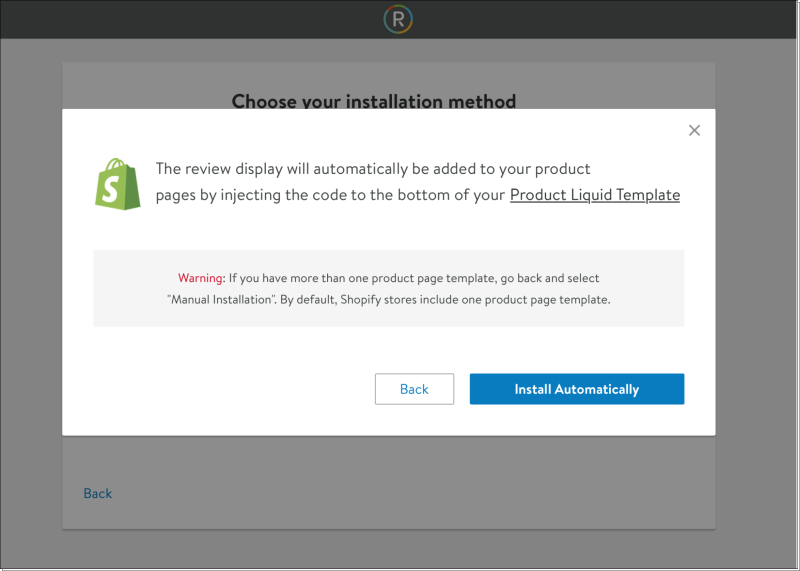 R
Choose your installation method
The review display will automatically be added to your product
pages by injecting the code to the bottom of your Product Liquid Template
Warning: If you have more than one product page template, go back and select
"Manual Installation". By default, Shopify stores include one product page template.
Back
Install Automatically
Back